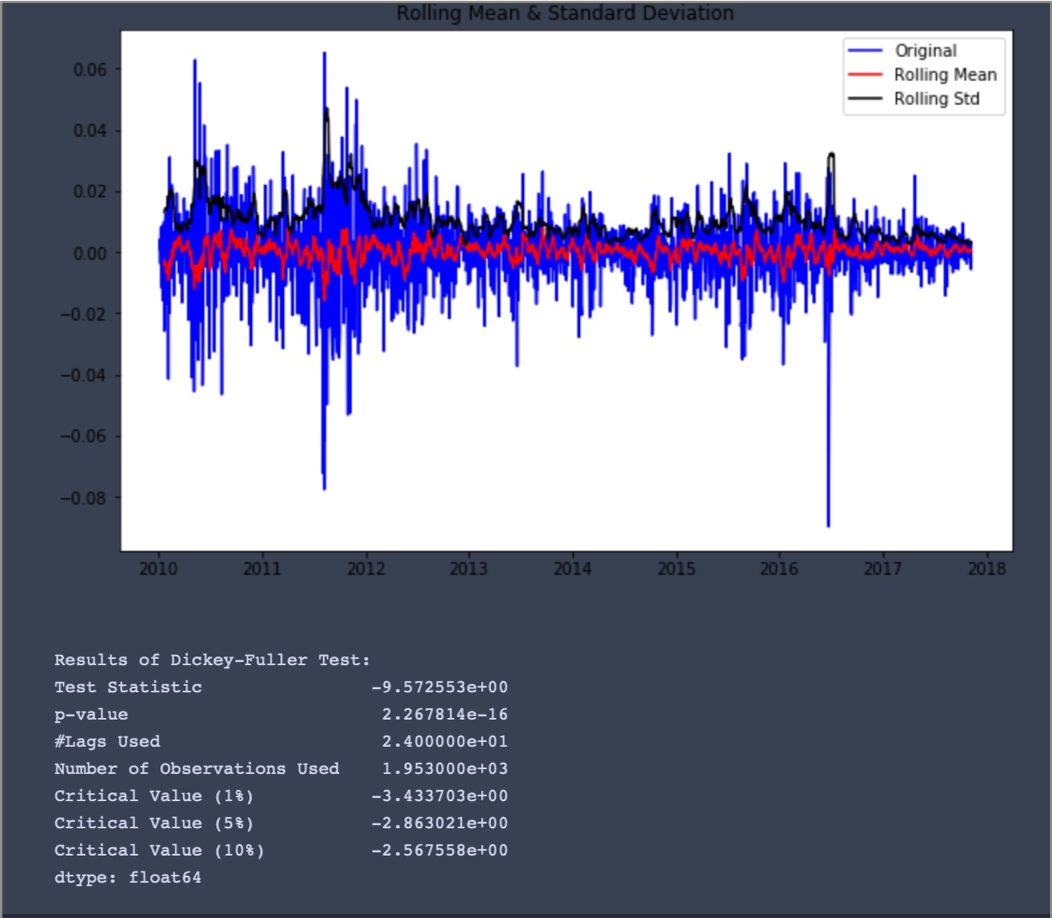 Rolling Mean & Standard Deviation
Original
Rolling Mean
Rolling Std
0.06
0.04
0.02
0.00
−0.02
−0.04
−0.06
−0.08
2010 2011 2012 2013 2014 2015 2016 2017 2018
Results of Dickey-Fuller Test:
Test Statistic -9.572553e+00
p-value 2.267814e-16
#Lags Used 2.400000e+01
Number of Observations Used 1.953000e+03
Critical Value (1%) -3.433703e+00
Critical Value (5%) -2.863021e+00
Critical Value (10%) -2.567558e+00
dtype: float64